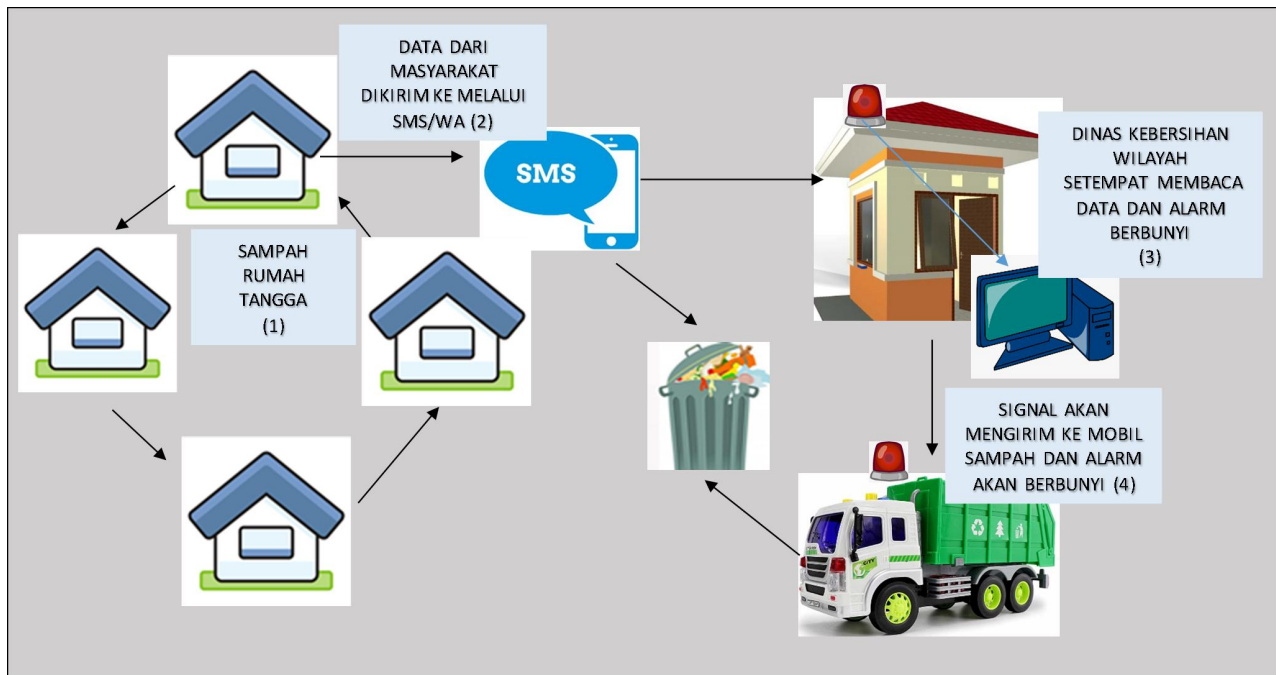 DATA DARI
MASYARAKAT
DIKIRIM KE MELALUI
SMS/WA (2)
SMS
DINAS KEBERSIHAN
WILAYAH
SETEMPAT MEMBACA
DATA DAN ALARM
BERBUNYI
(3)
SAMPAH
RUMAH
TANGGA
(1)
SIGNAL AKAN
MENGIRIM KE MOBIL
SAMPAH DAN ALARM
AKAN BERBUNYI (4)
CITY